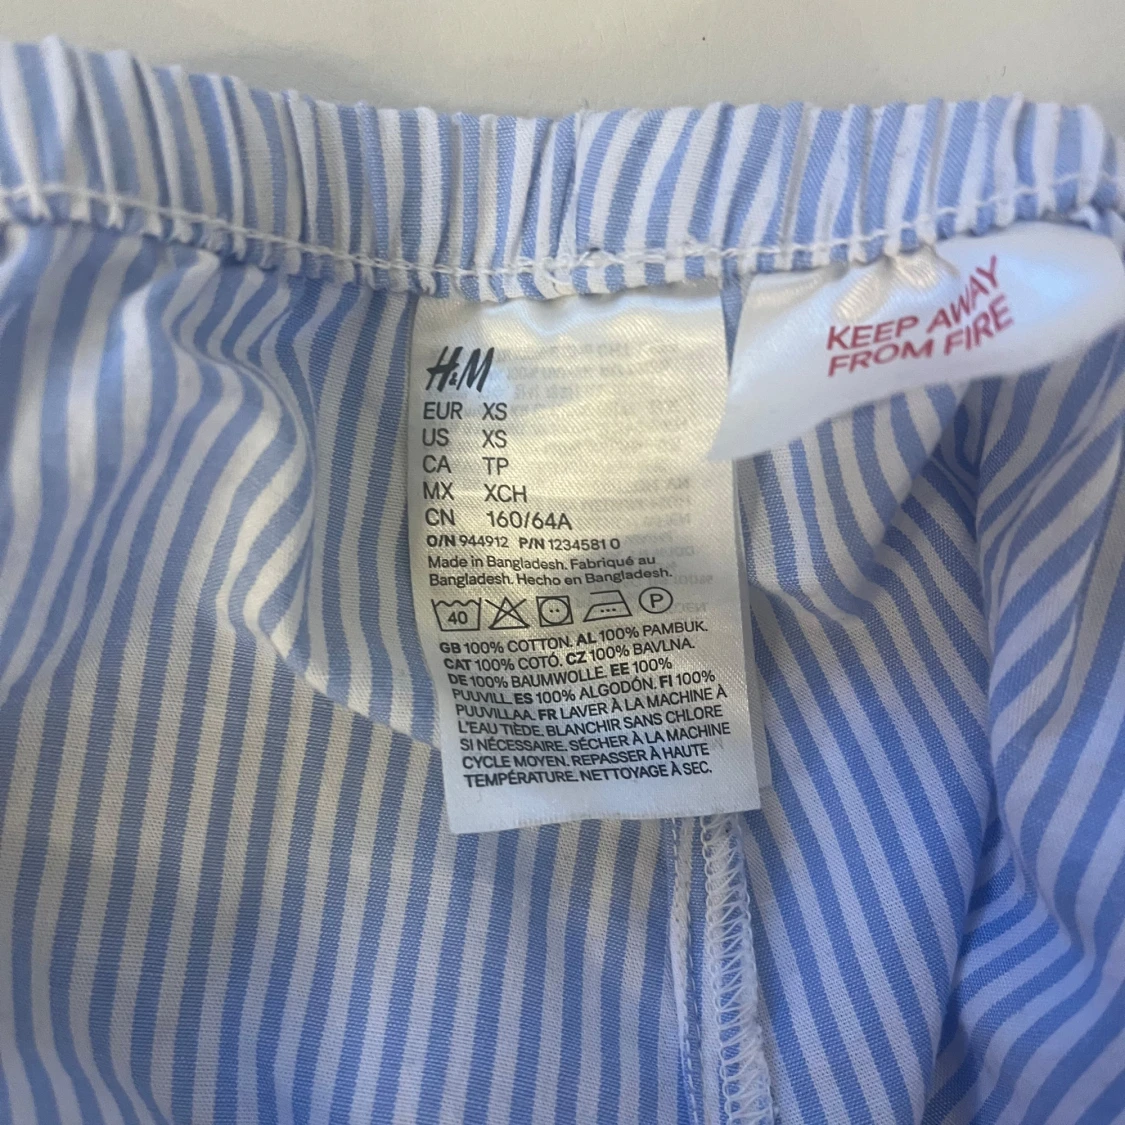 H&M
EUR XS
US XS
CA TP
MX XCH
CN 160/64A
O/N 944912 P/N 1234581 0
Made in Bangladesh. Fabriqué au
Bangladesh. Hecho en Bangladesh.
40 P
GB 100% COTTON. AL 100% PAMBUK.
CAT 100% COTÓ. CZ 100% BAVLNA.
DE 100% BAUMWOLLE. EE 100%
PUUVILL. ES 100% ALGODÓN. FI 100%
PUUVILLAA. FR LAVER À LA MACHINE À
L'EAU TIÈDE. BLANCHIR SANS CHLORE
SI NÉCESSAIRE. SÉCHER À LA MACHINE
CYCLE MOYEN. REPASSER À HAUTE
TEMPÉRATURE. NETTOYAGE À SEC.
KEEP AWAY
FROM FIRE